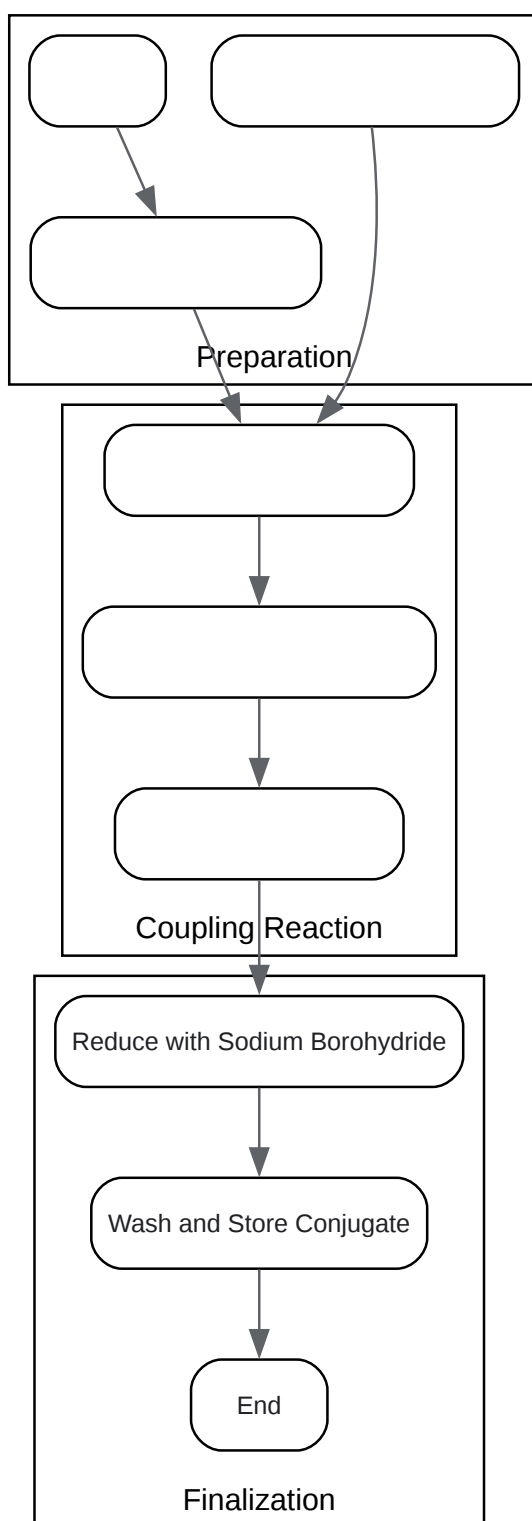 Preparation
Coupling Reaction
Reduce with Sodium Borohydride
Wash and Store Conjugate
End
Finalization